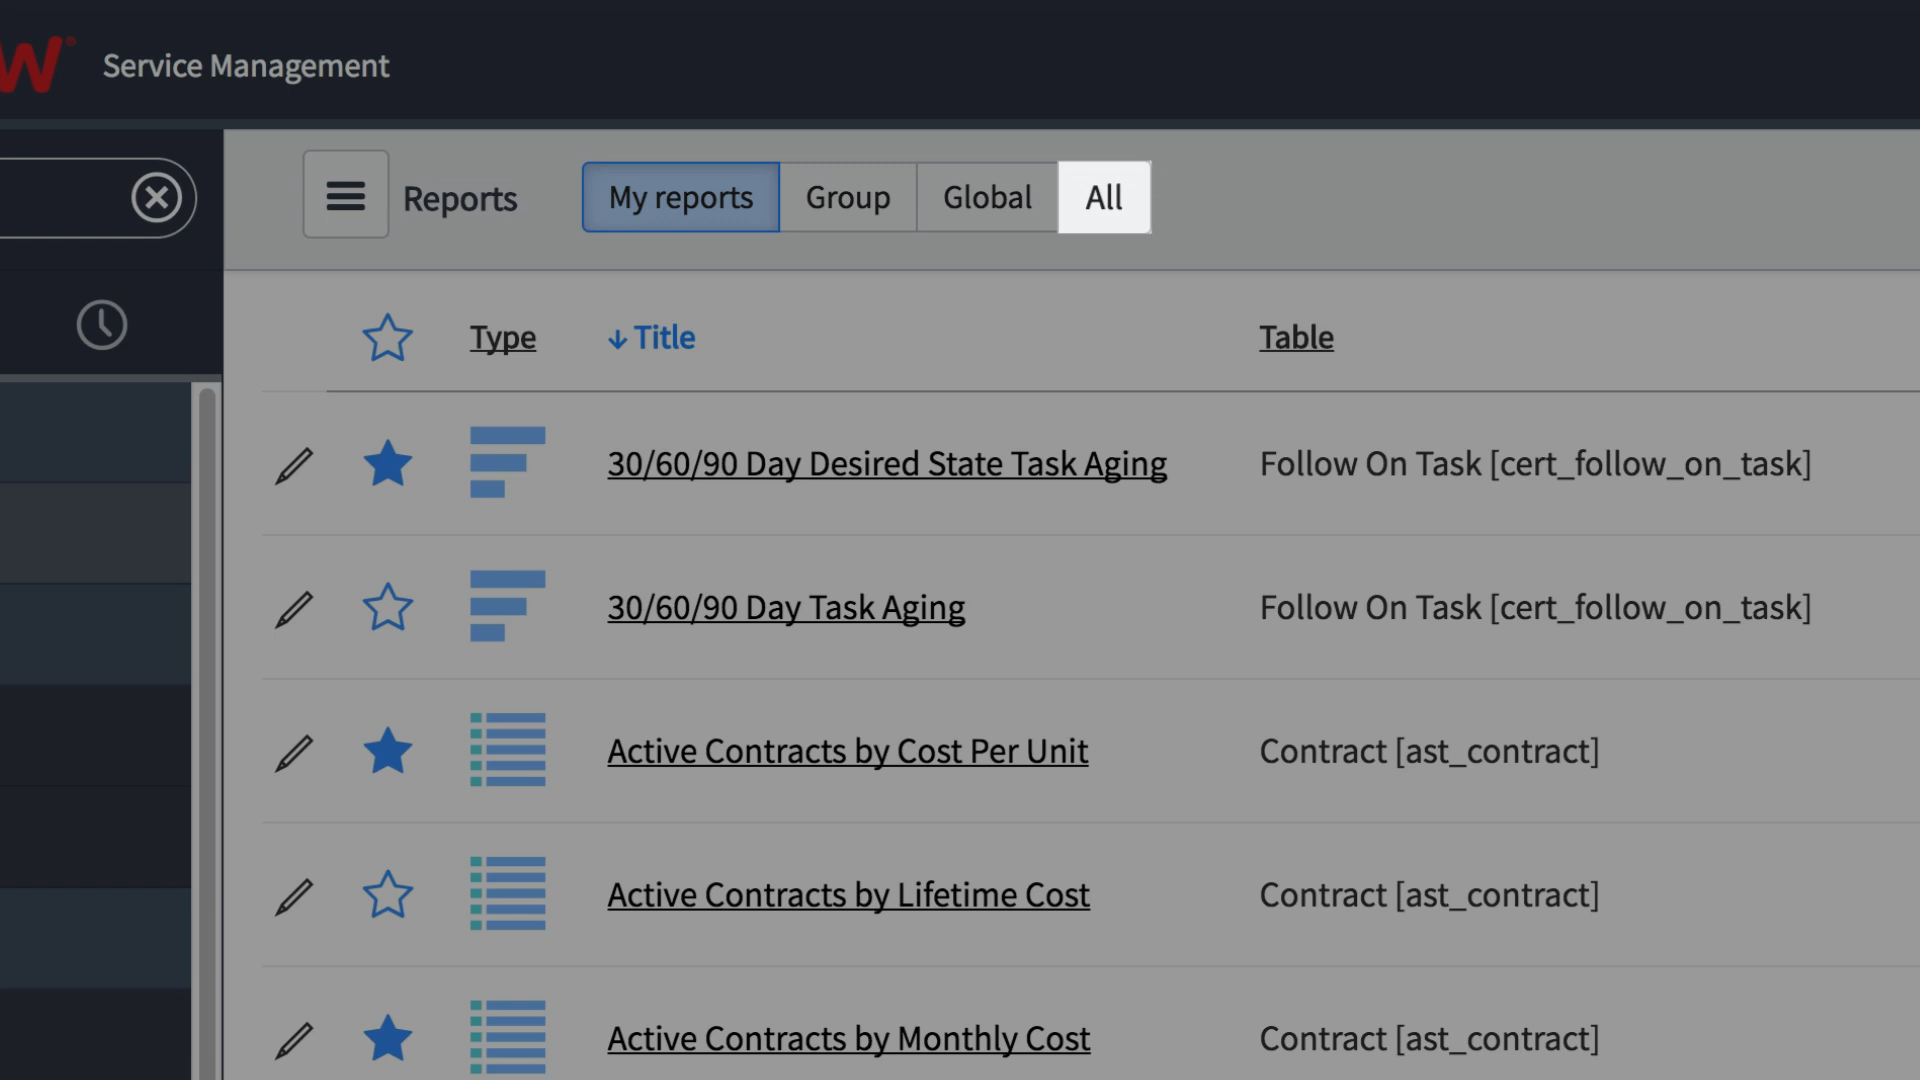 W® Service Management
Reports My reports Group Global All
Type ↓ Title Table
30/60/90 Day Desired State Task Aging Follow On Task [cert_follow_on_task]
30/60/90 Day Task Aging Follow On Task [cert_follow_on_task]
Active Contracts by Cost Per Unit Contract [ast_contract]
Active Contracts by Lifetime Cost Contract [ast_contract]
Active Contracts by Monthly Cost Contract [ast_contract]